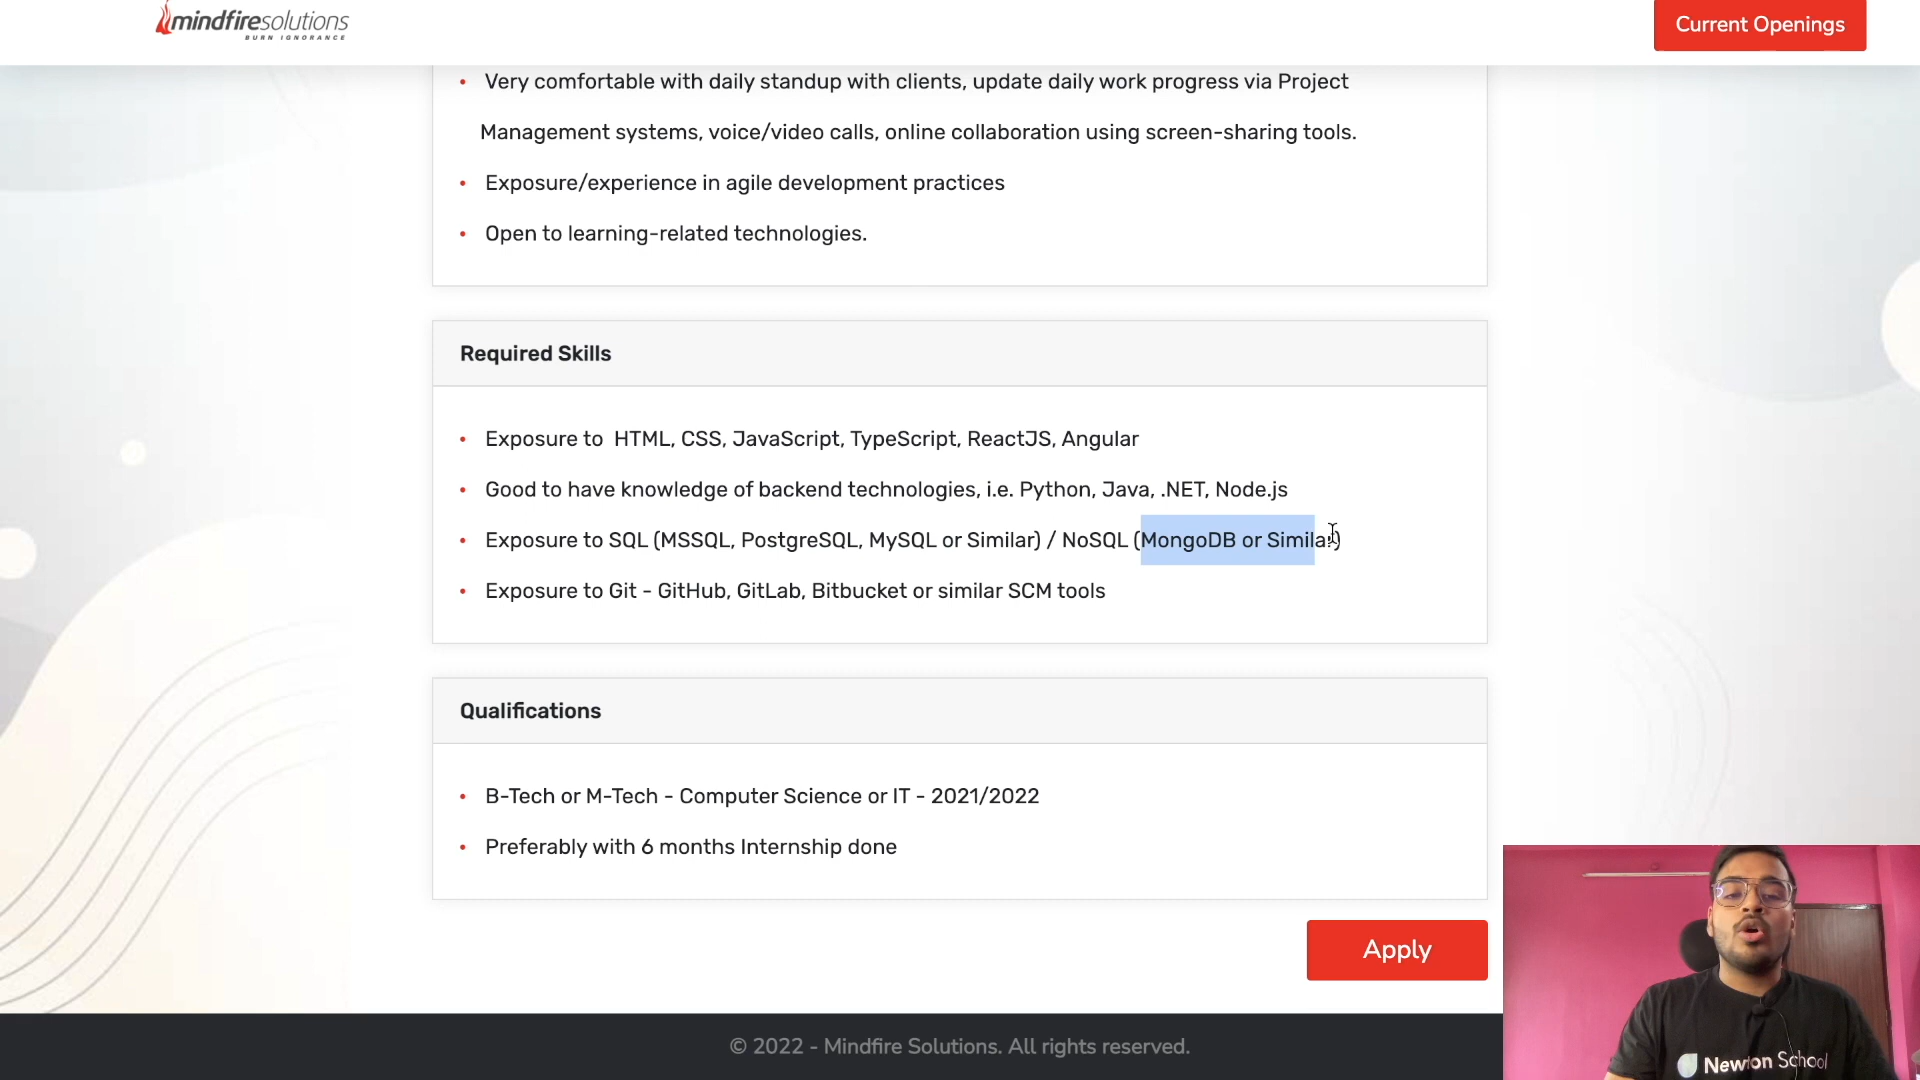 mindfiresolutions
BURN IGNORANCE
Current Openings
• Very comfortable with daily standup with clients, update daily work progress via Project
Management systems, voice/video calls, online collaboration using screen-sharing tools.
• Exposure/experience in agile development practices
• Open to learning-related technologies.
Required Skills
• Exposure to HTML, CSS, JavaScript, TypeScript, ReactJS, Angular
• Good to have knowledge of backend technologies, i.e. Python, Java, .NET, Node.js
• Exposure to SQL (MSSQL, PostgreSQL, MySQL or Similar) / NoSQL (MongoDB or Similar)
• Exposure to Git - GitHub, GitLab, Bitbucket or similar SCM tools
Qualifications
• B-Tech or M-Tech - Computer Science or IT - 2021/2022
• Preferably with 6 months Internship done
Apply
© 2022 - Mindfire Solutions. All rights reserved.
Newton School